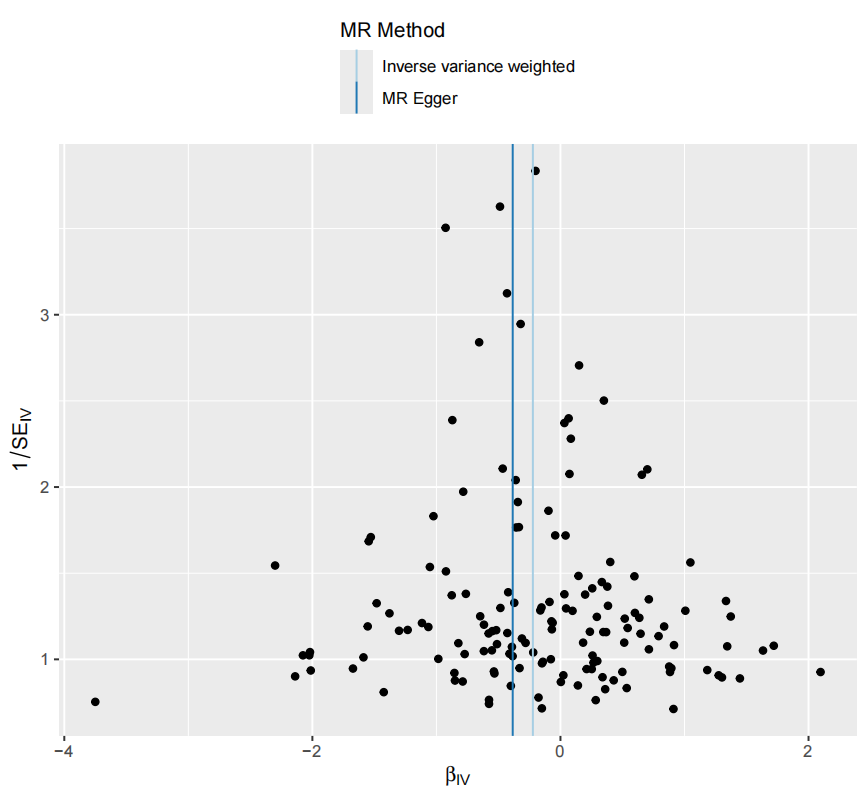 MR Method
Inverse variance weighted
MR Egger
3
2
1
1/SE_IV
−4
−2
0
2
β_IV